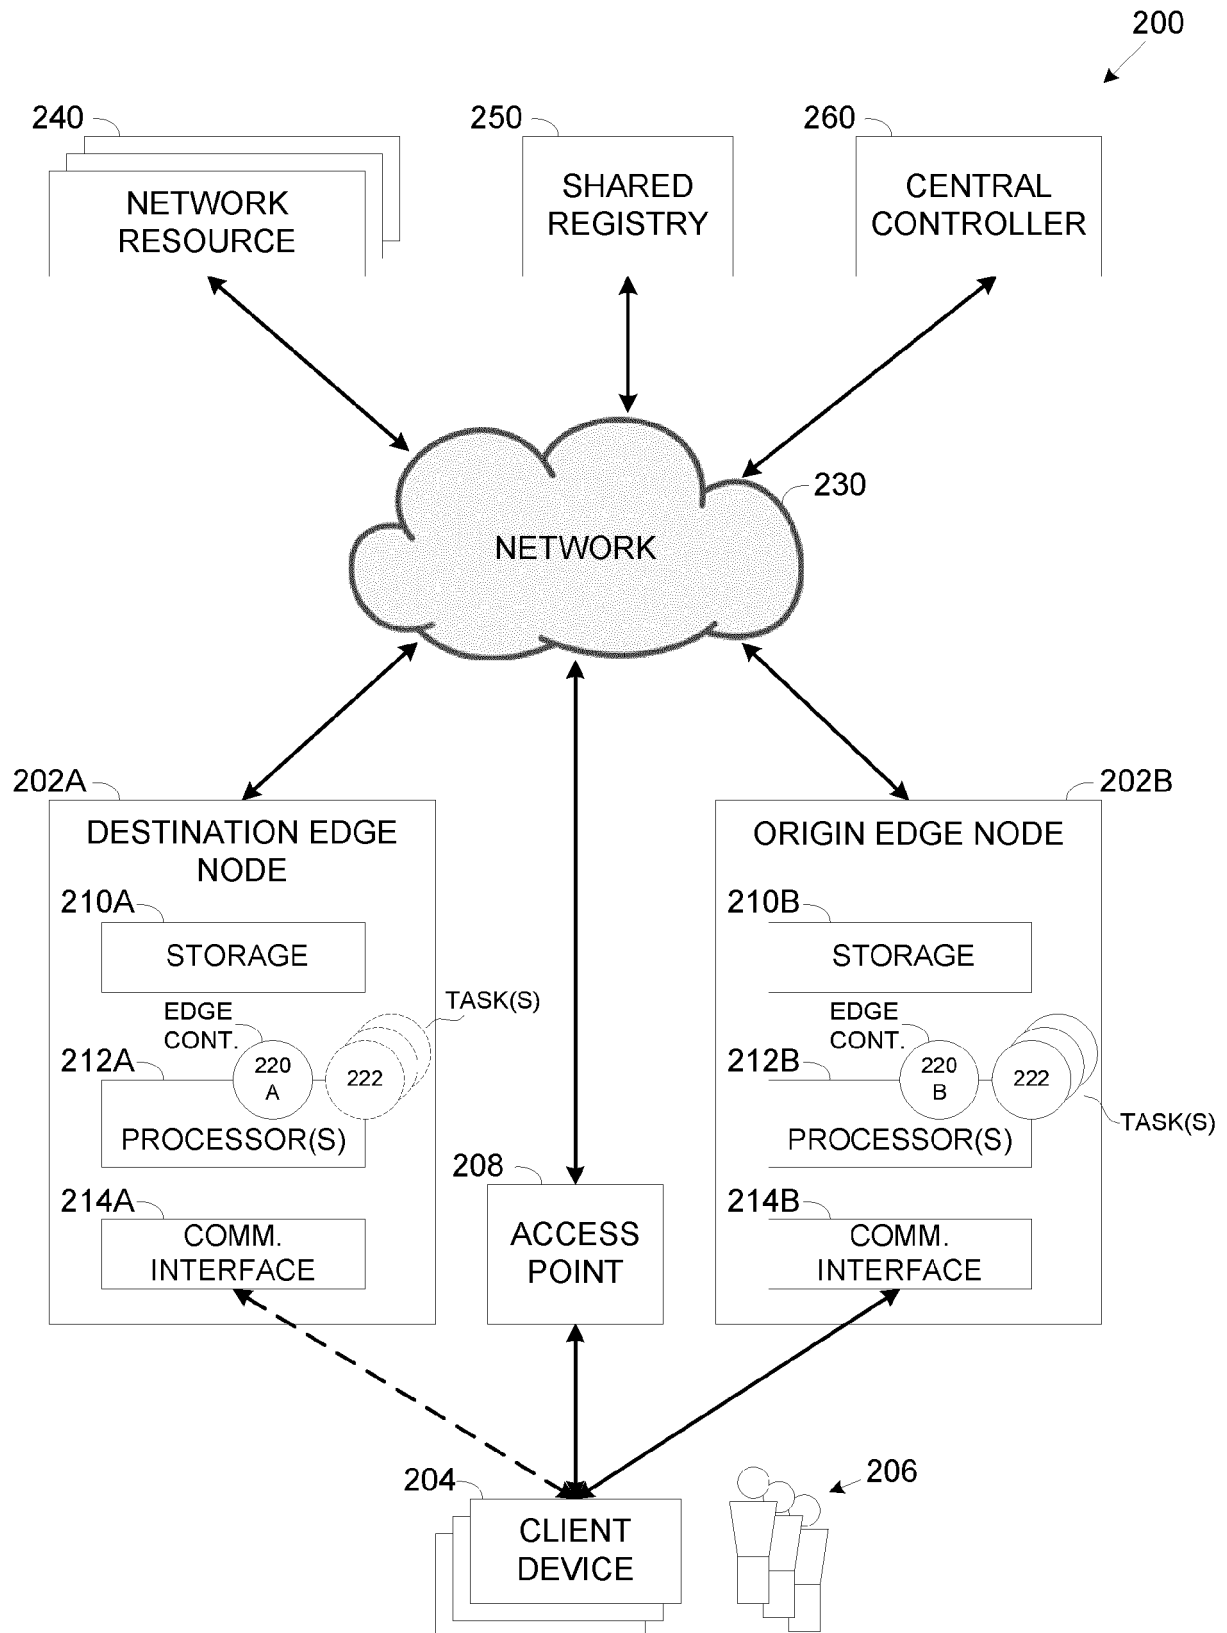 200
240
250
260
NETWORK
RESOURCE
SHARED
REGISTRY
CENTRAL
CONTROLLER
230
NETWORK
202A
202B
DESTINATION EDGE
NODE
ORIGIN EDGE NODE
210A
STORAGE
210B
STORAGE
EDGE
CONT.
TASK(S)
EDGE
CONT.
212A
220
A
222
PROCESSOR(S)
212B
220
B
222
TASK(S)
PROCESSOR(S)
208
ACCESS
POINT
214A
COMM.
INTERFACE
214B
COMM.
INTERFACE
204
CLIENT
DEVICE
206